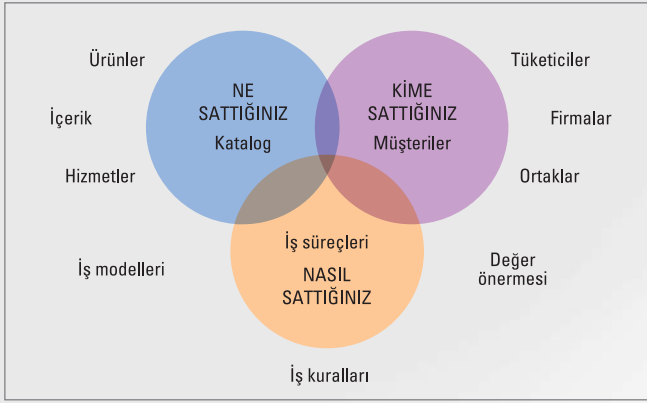 Ürünler
İçerik
Hizmetler
İş modelleri
NE
SATTIĞINIZ
Katalog
KİME
SATTIĞINIZ
Müşteriler
Tüketiciler
Firmalar
Ortaklar
Değer
önermesi
İş süreçleri
NASIL
SATTIĞINIZ
İş kuralları